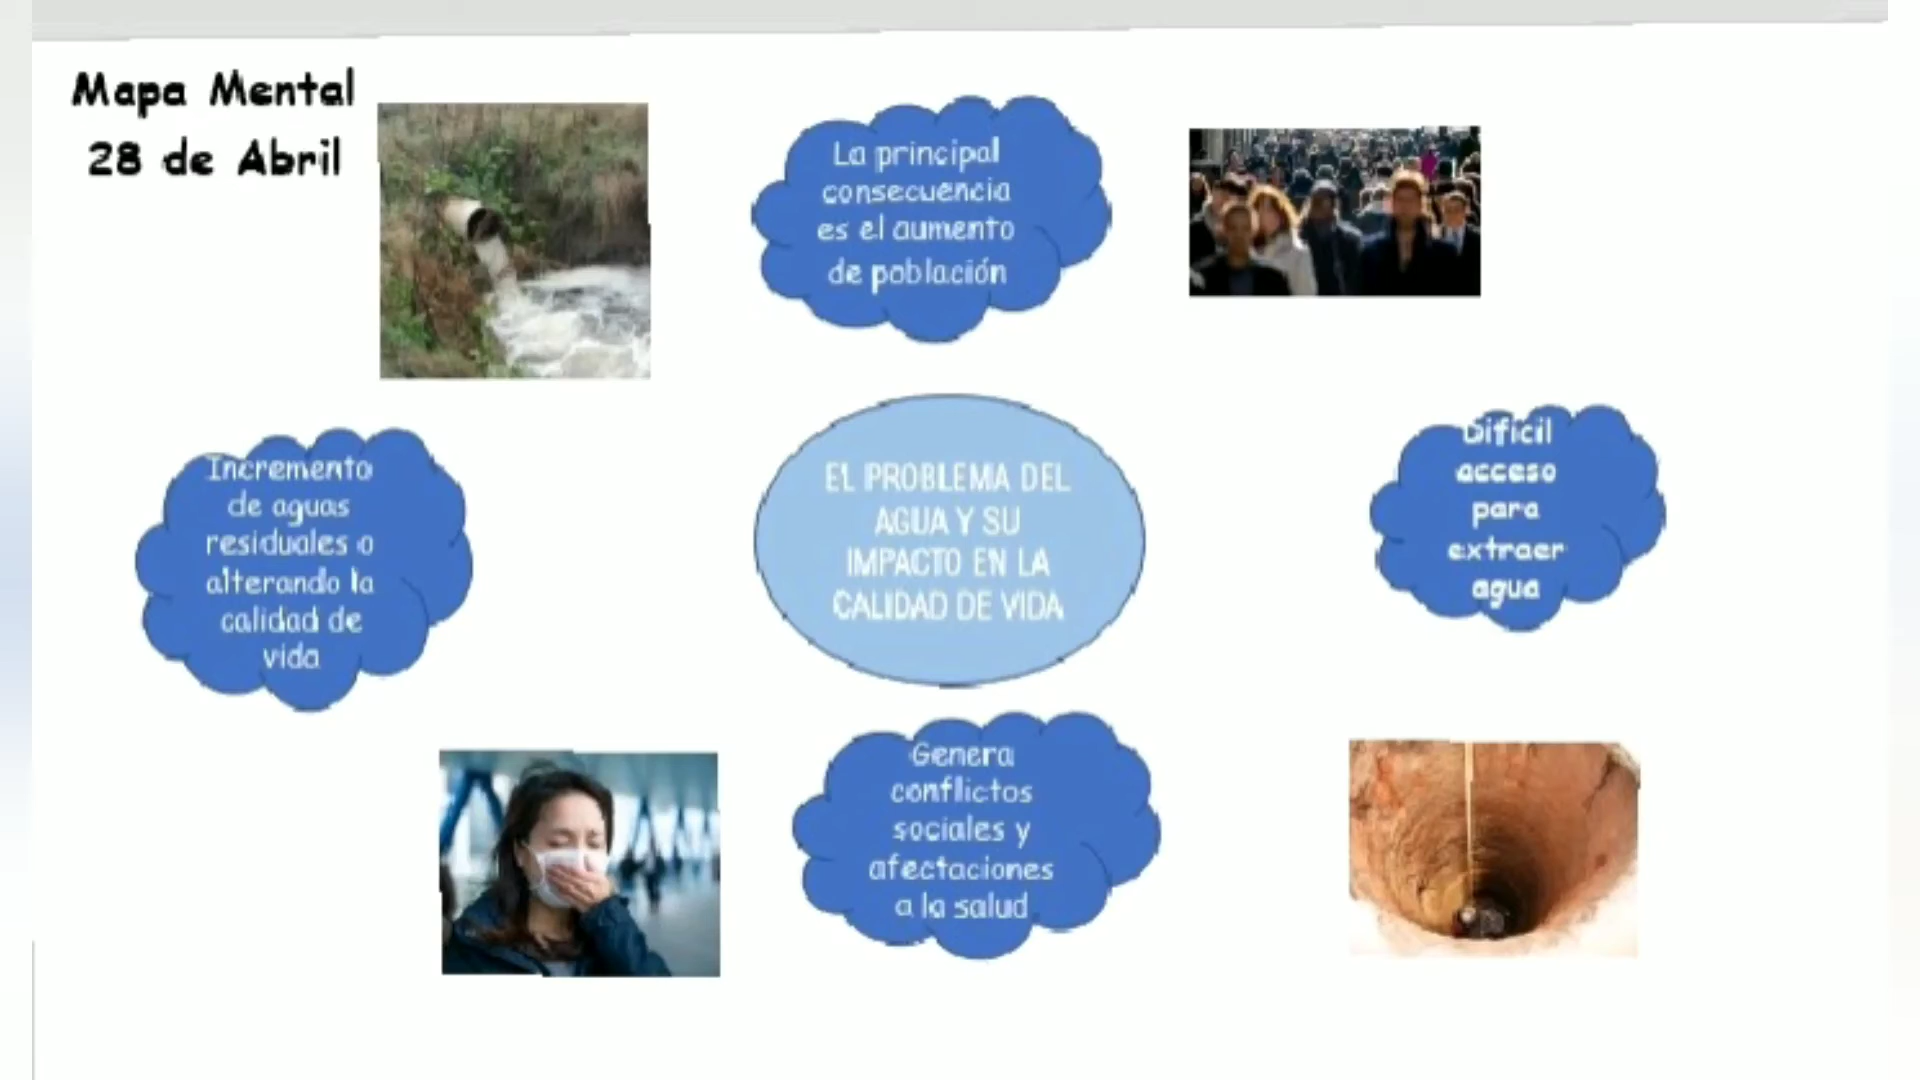 Mapa Mental
28 de Abril
La principal
consecuencia
es el aumento
de población
Incremento
de aguas
residuales o
alterando la
calidad de
vida
EL PROBLEMA DEL
AGUA Y SU
IMPACTO EN LA
CALIDAD DE VIDA
Dificil
acceso
para
extraer
agua
Genera
conflictos
sociales y
afectaciones
a la salud